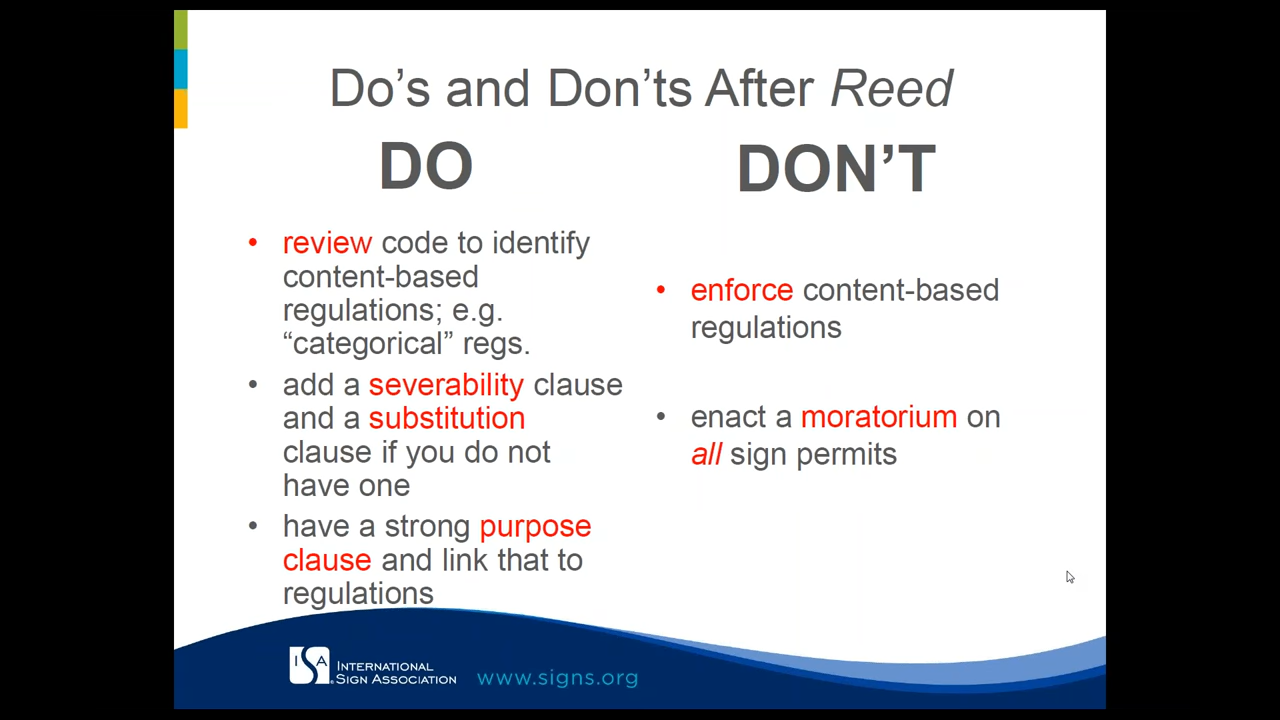 Do’s and Don’ts After Reed
DO
• review code to identify
content-based
regulations; e.g.
“categorical” regs.
• add a severability clause
and a substitution
clause if you do not
have one
• have a strong purpose
clause and link that to
regulations
DON’T
• enforce content-based
regulations
• enact a moratorium on
all sign permits
ISA
INTERNATIONAL
SIGN ASSOCIATION
www.signs.org